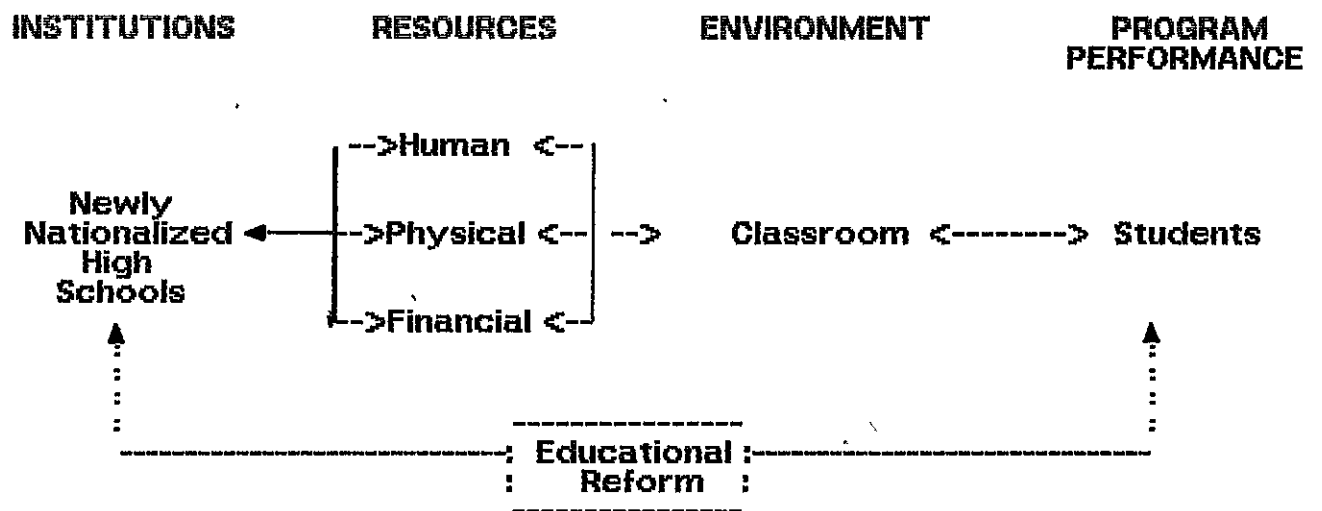 INSTITUTIONS RESOURCES ENVIRONMENT PROGRAM
PERFORMANCE
-->Human <--
Newly
Nationalized -->Physical <-- --> Classroom <--------> Students
High
Schools
-->Financial <--
Educational
Reform